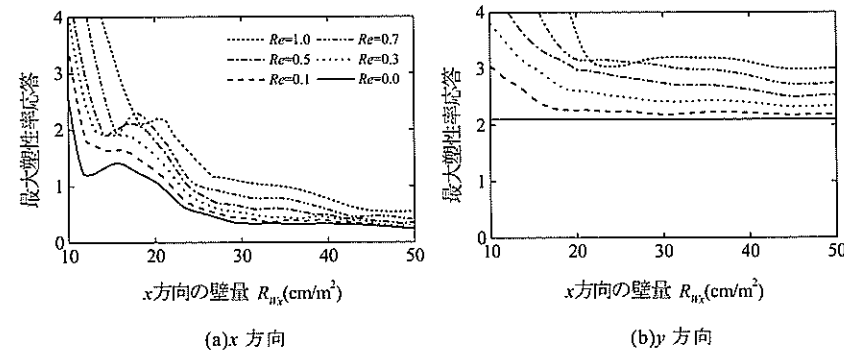 4
3
2
1
0
最大塑性率応答
Re=1.0 Re=0.7
Re=0.5 Re=0.3
Re=0.1 Re=0.0
10 20 30 40 50
x方向の壁量 R_Wx(cm/m²)
(a)x 方向
4
3
2
1
0
最大塑性率応答
10 20 30 40 50
x方向の壁量 R_Wx(cm/m²)
(b)y 方向